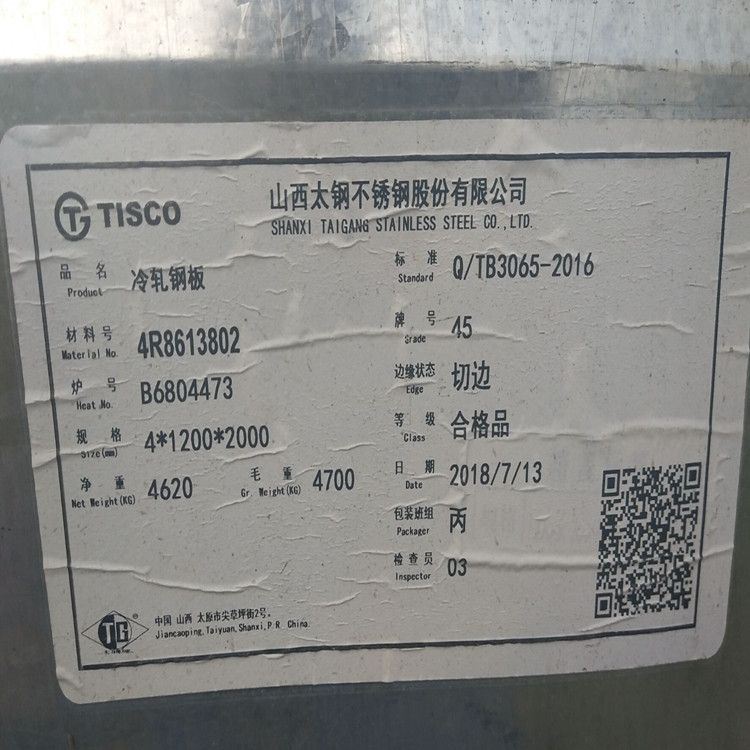 TISCO
山西太钢不锈钢股份有限公司
SHANXI TAIGANG STAINLESS STEEL CO.,LTD.
品名 冷轧钢板
Product
标准 Q/TB3065-2016
Standard
材料号 4R8613802
Material No.
牌号 45
Grade
炉号 B6804473
Heat No.
边缘状态 切边
Edge
规格 4*1200*2000
Size(mm)
等级 合格品
Class
净重 4620 毛重 4700
Net Weight(KG) Gr. Weight(KG)
日期 2018/7/13
Date
包装班组 丙
Packager
检查员 03
Inspector
TG
中国 山西 太原市尖草坪街2号。
Jiancaoping,Taiyuan,Shanxi,P.R China.